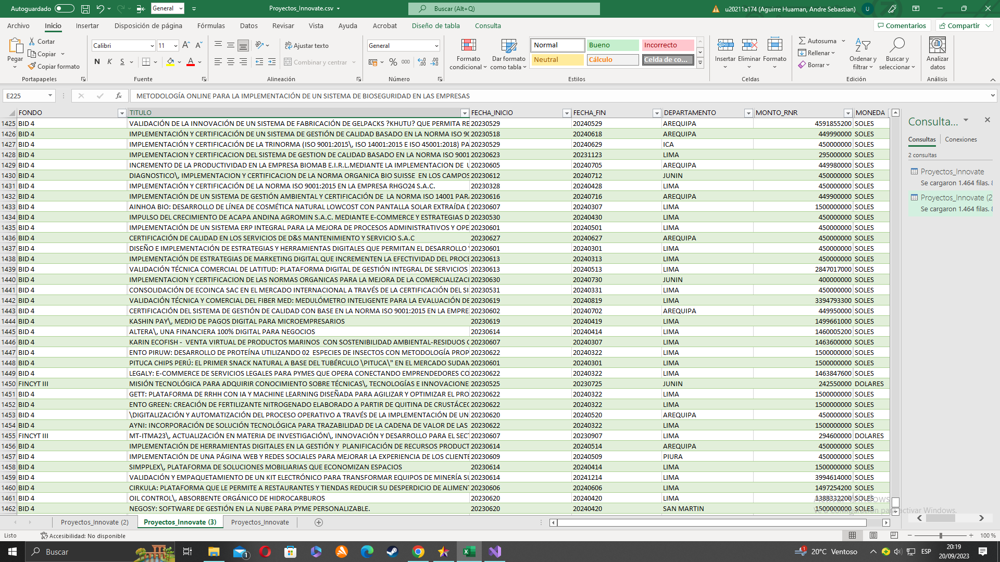 Autoguardado
General
Proyectos_Innovate.csv
Buscar (Alt+Q)
u20211a174 (Aguirre Huaman, Andre Sebastian)
U
Archivo Inicio Insertar Disposición de página Fórmulas Datos Revisar Vista Ayuda Acrobat Diseño de tabla Consulta
Comentarios Compartir
Pegar
Cortar
Copiar
Copiar formato
Portapapeles
Calibri 11
N K S
Fuente
Ajustar texto
Combinar y centrar
Alineación
General
% 000
Número
Formato condicional
Dar formato como tabla
Normal Bueno Incorrecto
Neutral Cálculo Celda de co...
Estilos
Insertar Eliminar Formato
Celdas
Autosuma
Rellenar
Borrar
Ordenar y filtrar
Buscar y seleccionar
Edición
Analizar datos
Análisis
E225 fx METODOLOGÍA ONLINE PARA LA IMPLEMENTACIÓN DE UN SISTEMA DE BIOSEGURIDAD EN LAS EMPRESAS
FONDO TITULO FECHA_INICIO FECHA_FIN DEPARTAMENTO MONTO_RNR MONEDA
1425 BID 4 VALIDACIÓN DE LA INNOVACIÓN DE UN SISTEMA DE FABRICACIÓN DE GELPACKS ?KHUTU? QUE PERMITA RE 20230529 20240529 AREQUIPA 4591855200 SOLES
1426 BID 4 IMPLEMENTACIÓN Y CERTIFICACIÓN DE UN SISTEMA DE GESTIÓN DE CALIDAD BASADO EN LA NORMA ISO 90 20230518 20240618 AREQUIPA 449990000 SOLES
1427 BID 4 IMPLEMENTACIÓN Y CERTIFICACIÓN DE LA TRINORMA (ISO 9001:2015\, ISO 14001:2015 E ISO 45001:2018) PA 20230529 20240629 ICA 450000000 SOLES
1428 BID 4 IMPLEMENTACION Y CERTIFICACION DEL SISTEMA DE GESTION DE CALIDAD BASADO EN LA NORMA ISO 9001 20230623 20231123 LIMA 295000000 SOLES
1429 BID 4 INCREMENTO DE LA PRODUCTIVIDAD EN LA EMPRESA BIOMAB E.I.R.L.MEDIANTE LA IMPLEMENTACION DE U 20230605 20240705 AREQUIPA 449980000 SOLES
1430 BID 4 DIAGNOSTICO\, IMPLEMENTACION Y CERTIFICACION DE LA NORMA ORGANICA BIO SUISSE EN LOS CAMPOS 20230612 20240712 JUNIN 450000000 SOLES
1431 BID 4 IMPLEMENTACIÓN Y CERTIFICACIÓN DE LA NORMA ISO 9001:2015 EN LA EMPRESA RHGO24 S.A.C. 20230328 20240428 LIMA 450000000 SOLES
1432 BID 4 IMPLEMENTACIÓN DE UN SISTEMA DE GESTIÓN AMBIENTAL Y CERTIFICACIÓN DE LA NORMA ISO 14001 PARA 20230616 20240716 AREQUIPA 449900000 SOLES
1433 BID 4 AINHOA BIO: DESARROLLO DE LÍNEA DE COSMÉTICA NATURAL LOWCOST CON PANTALLA SOLAR EXTRAÍDA D 20230607 20240307 LIMA 1500000000 SOLES
1434 BID 4 IMPULSO DEL CRECIMIENTO DE ACAPA ANDINA AGROMIN S.A.C. MEDIANTE E-COMMERCE Y ESTRATEGIAS D 20230530 20240430 LIMA 450000000 SOLES
1435 BID 4 IMPLEMENTACIÓN DE UN SISTEMA ERP INTEGRAL PARA LA MEJORA DE PROCESOS ADMINISTRATIVOS Y OPE 20230601 20240501 LIMA 450000000 SOLES
1436 BID 4 CERTIFICACIÓN DE CALIDAD EN LOS SERVICIOS DE D&S MANTENIMIENTO Y SERVICIO S.A.C 20230627 20240627 AREQUIPA 450000000 SOLES
1437 BID 4 DISEÑO E IMPLEMENTACIÓN DE ESTRATEGIAS Y HERRAMIENTAS DIGITALES QUE PERMITAN EL DESARROLLO Y 20230601 20240301 LIMA 450000000 SOLES
1438 BID 4 IMPLEMENTACIÓN DE ESTRATEGIAS DE MARKETING DIGITAL QUE INCREMENTEN LA EFECTIVIDAD DEL PROCE 20230613 20240313 LIMA 450000000 SOLES
1439 BID 4 VALIDACIÓN TÉCNICA COMERCIAL DE LATITUD: PLATAFORMA DIGITAL DE GESTIÓN INTEGRAL DE SERVICIOS 20230613 20240513 LIMA 2847017000 SOLES
1440 BID 4 IMPLEMENTACION Y CERTIFICACION DE LAS NORMAS ORGANICAS PARA LA MEJORA DE LA COMERCIALIZACI 20230630 20240730 JUNIN 400000000 SOLES
1441 BID 4 CONSOLIDACIÓN DE ECOINCA SAC EN EL MERCADO INTERNACIONAL A TRAVÉS DE LA CERTIFICACIÓN DEL SI 20230531 20240331 LIMA 450000000 SOLES
1442 BID 4 VALIDACIÓN TÉCNICA Y COMERCIAL DEL FIBER MED: MEDULÓMETRO INTELIGENTE PARA LA EVALUACIÓN DE 20230619 20240819 LIMA 3394793300 SOLES
1443 BID 4 CERTIFICACIÓN DEL SISTEMA DE GESTIÓN DE CALIDAD CON BASE EN LA NORMA ISO 9001:2015 EN LA EMPRE 20230602 20240702 AREQUIPA 449950000 SOLES
1444 BID 4 KASHIN PAY\, MEDIO DE PAGOS DIGITAL PARA MICROEMPRESARIOS 20230619 20240419 LIMA 1499661000 SOLES
1445 BID 4 ALTERA\, UNA FINANCIERA 100% DIGITAL PARA NEGOCIOS 20230614 20240414 LIMA 1460005200 SOLES
1446 BID 4 KARIN ECOFISH - VENTA VIRTUAL DE PRODUCTOS MARINOS CON SOSTENIBILIDAD AMBIENTAL-RESIDUOS C 20230607 20240307 LIMA 1463600000 SOLES
1447 BID 4 ENTO PIRUW: DESARROLLO DE PROTEÍNA UTILIZANDO 02 ESPECIES DE INSECTOS CON METODOLOGÍA PROP 20230622 20240322 LIMA 1500000000 SOLES
1448 BID 4 PITUCA CHIPS PERÚ: EL PRIMER SNACK NATURAL A BASE DEL TUBÉRCULO \PITUCA\" EN EL MERCADO SUDAM 20230601 20240301 LIMA 1500000000 SOLES
1449 BID 4 LEGALY: E-COMMERCE DE SERVICIOS LEGALES PARA PYMES QUE OPERA CONECTANDO EMPRENDEDORES CO 20230622 20240322 LIMA 1463847600 SOLES
1450 FINCYT III MISIÓN TECNOLÓGICA PARA ADQUIRIR CONOCIMIENTO SOBRE TÉCNICAS\, TECNOLOGÍAS E INNOVACIONE 20230525 20230725 JUNIN 242550000 DOLARES
1451 BID 4 GETT: PLATAFORMA DE RRHH CON IA Y MACHINE LEARNING DISEÑADA PARA AGILIZAR Y OPTIMIZAR EL PRO 20230622 20240322 LIMA 1500000000 SOLES
1452 BID 4 ENTO GREEN: CREACIÓN DE FERTILIZANTE NITROGENADO ELABORADO A PARTIR DE QUITINA DE CRUSTÁCEO 20230622 20240322 LIMA 1500000000 SOLES
1453 BID 4 \DIGITALIZACIÓN Y AUTOMATIZACIÓN DEL PROCESO OPERATIVO A TRAVÉS DE LA IMPLEMENTACIÓN DE UN 20230620 20240520 AREQUIPA 450000000 SOLES
1454 BID 4 AYNI: INCORPORACIÓN DE SOLUCIÓN TECNOLÓGICA PARA TRAZABILIDAD DE LA CADENA DE VALOR DE LAS 20230622 20240322 LIMA 1500000000 SOLES
1455 FINCYT III MT-ITMA23\, ACTUALIZACIÓN EN MATERIA DE INVESTIGACIÓN\, INNOVACIÓN Y DESARROLLO PARA EL SECT 20230607 20230907 LIMA 294600000 DOLARES
1456 BID 4 IMPLEMENTACIÓN DE HERRAMIENTAS DIGITALES EN LA GESTIÓN Y PLANIFICACIÓN DE RECURSOS PRODUCT 20230614 20240514 AREQUIPA 450000000 SOLES
1457 BID 4 IMPLEMENTACIÓN DE UNA PÁGINA WEB Y REDES SOCIALES PARA MEJORAR LA EXPERIENCIA DE LOS CLIENTE 20230609 20240509 PIURA 450000000 SOLES
1458 BID 4 SIMPPLEX\, PLATAFORMA DE SOLUCIONES MOBILIARIAS QUE ECONOMIZAN ESPACIOS 20230614 20240414 LIMA 1500000000 SOLES
1459 BID 4 VALIDACIÓN Y EMPAQUETAMIENTO DE UN KIT ELECTRÓNICO PARA TRANSFORMAR EQUIPOS DE MINERÍA SU 20230614 20241214 LIMA 3994614000 SOLES
1460 BID 4 CIRKULA: PLATAFORMA QUE LE PERMITE A RESTAURANTES Y TIENDAS REDUCIR SU DESPERDICIO DE ALIMEN 20230606 20240606 LIMA 1497254200 SOLES
1461 BID 4 OIL CONTROL\, ABSORBENTE ORGÁNICO DE HIDROCARBUROS 20230620 20240420 LIMA 1388332200 SOLES
1462 BID 4 NEGOSY: SOFTWARE DE GESTIÓN EN LA NUBE PARA PYME PERSONALIZABLE. 20230620 20240420 SAN MARTIN 1500000000 SOLES
Consulta...
Consultas Conexiones
2 consultas
Proyectos_Innovate
Se cargaron 1.464 filas.
Proyectos_Innovate (2
Se cargaron 1.464 filas.
Activar Windows
Ve a Configuración para activar Windows.
Proyectos_Innovate (2) Proyectos_Innovate (3) Proyectos_Innovate
Listo Accesibilidad: No disponible 100 %
Buscar
1
1
20°C Ventoso
ESP
20:19
20/09/2023